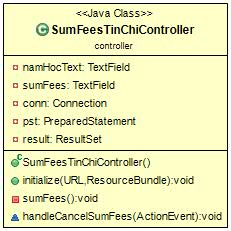 <<Java Class>>
SumFeesTinChiController
controller
namHocText: TextField
sumFees: TextField
conn: Connection
pst: PreparedStatement
result: ResultSet
SumFeesTinChiController()
initialize(URL,ResourceBundle):void
sumFees():void
handleCancelSumFees(ActionEvent):void